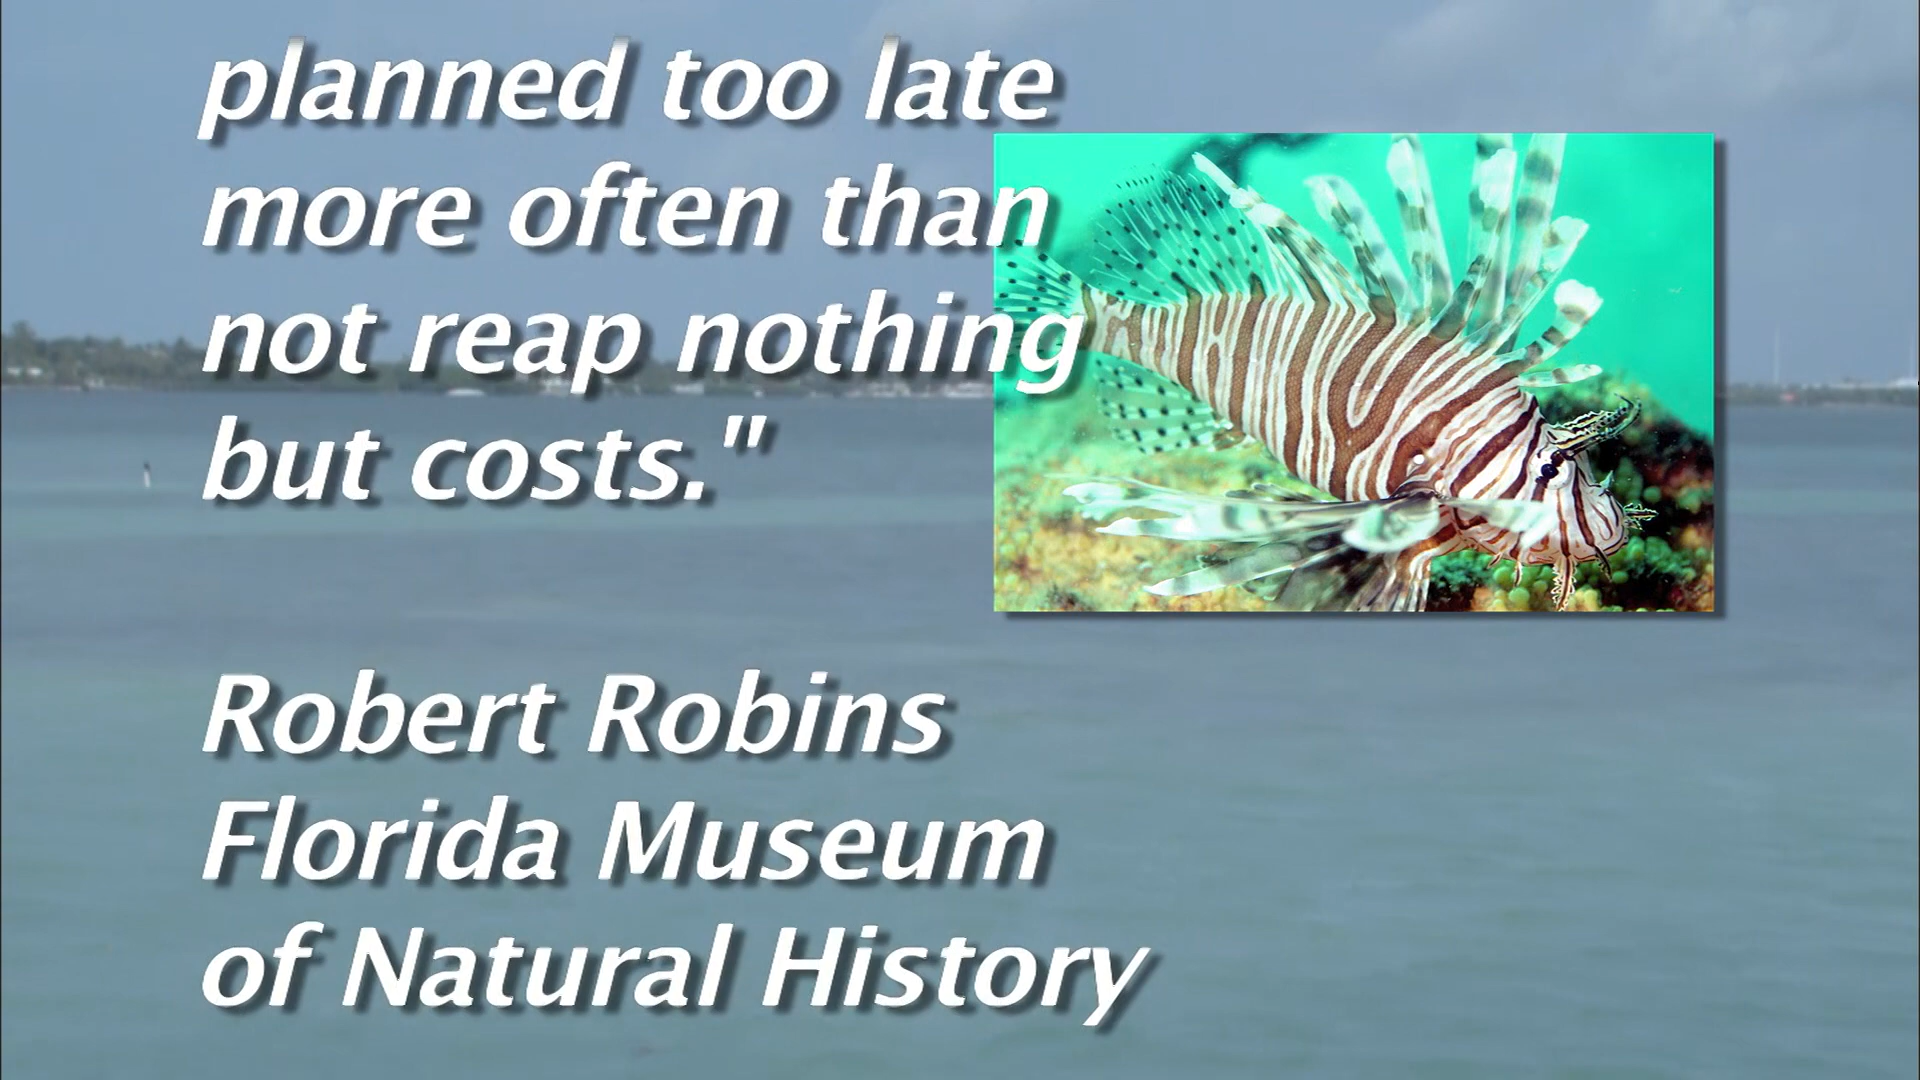 planned too late
more often than
not reap nothing
but costs."
Robert Robins
Florida Museum
of Natural History